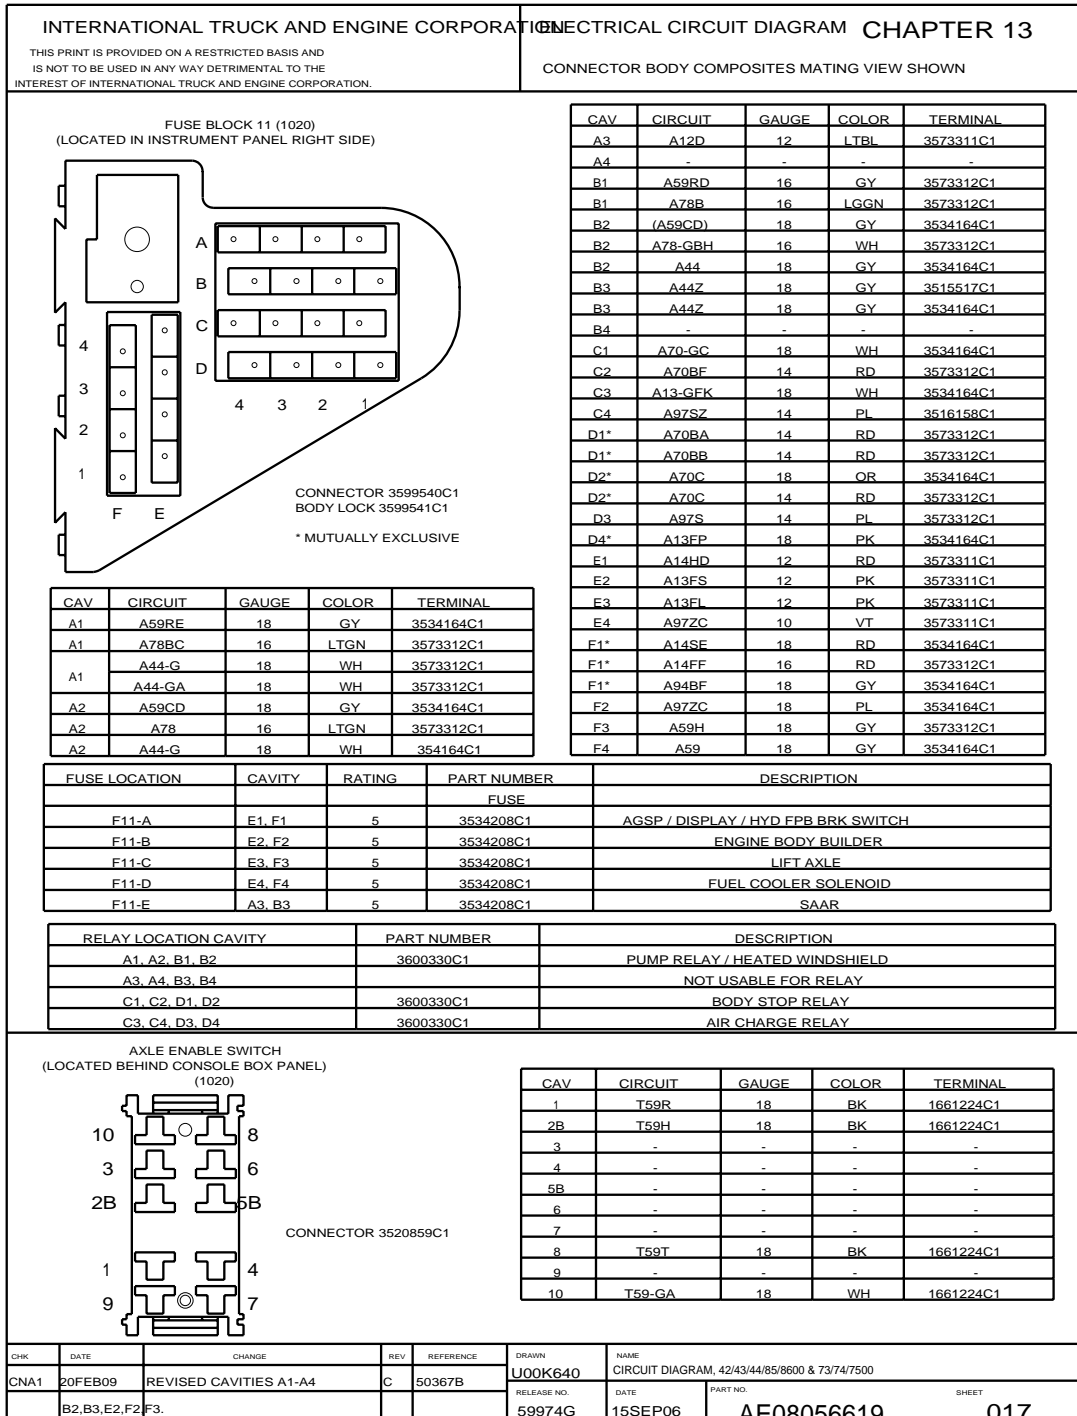 INTERNATIONAL TRUCK AND ENGINE CORPORATION
THIS PRINT IS PROVIDED ON A RESTRICTED BASIS AND
IS NOT TO BE USED IN ANY WAY DETRIMENTAL TO THE
INTEREST OF INTERNATIONAL TRUCK AND ENGINE CORPORATION.
ELECTRICAL CIRCUIT DIAGRAM CHAPTER 13
CONNECTOR BODY COMPOSITES MATING VIEW SHOWN
FUSE BLOCK 11 (1020)
(LOCATED IN INSTRUMENT PANEL RIGHT SIDE)
A
B
C
D
4 3 2 1
4
3
2
1
F E
CONNECTOR 3599540C1
BODY LOCK 3599541C1
* MUTUALLY EXCLUSIVE
CAV CIRCUIT GAUGE COLOR TERMINAL
A1 A59RE 18 GY 3534164C1
A1 A78BC 16 LTGN 3573312C1
A1 A44-G 18 WH 3573312C1
A44-GA 18 WH 3573312C1
A2 A59CD 18 GY 3534164C1
A2 A78 16 LTGN 3573312C1
A2 A44-G 18 WH 354164C1
CAV CIRCUIT GAUGE COLOR TERMINAL
A3 A12D 12 LTBL 3573311C1
A4 - - - -
B1 A59RD 16 GY 3573312C1
B1 A78B 16 LGGN 3573312C1
B2 (A59CD) 18 GY 3534164C1
B2 A78-GBH 16 WH 3573312C1
B2 A44 18 GY 3534164C1
B3 A44Z 18 GY 3515517C1
B3 A44Z 18 GY 3534164C1
B4 - - - -
C1 A70-GC 18 WH 3534164C1
C2 A70BF 14 RD 3573312C1
C3 A13-GFK 18 WH 3534164C1
C4 A97SZ 14 PL 3516158C1
D1* A70BA 14 RD 3573312C1
D1* A70BB 14 RD 3573312C1
D2* A70C 18 OR 3534164C1
D2* A70C 14 RD 3573312C1
D3 A97S 14 PL 3573312C1
D4* A13FP 18 PK 3534164C1
E1 A14HD 12 RD 3573311C1
E2 A13FS 12 PK 3573311C1
E3 A13FL 12 PK 3573311C1
E4 A97ZC 10 VT 3573311C1
F1* A14SE 18 RD 3534164C1
F1* A14FF 16 RD 3573312C1
F1* A94BF 18 GY 3534164C1
F2 A97ZC 18 PL 3534164C1
F3 A59H 18 GY 3573312C1
F4 A59 18 GY 3534164C1
FUSE LOCATION CAVITY RATING PART NUMBER DESCRIPTION
FUSE
F11-A E1, F1 5 3534208C1 AGSP / DISPLAY / HYD FPB BRK SWITCH
F11-B E2, F2 5 3534208C1 ENGINE BODY BUILDER
F11-C E3, F3 5 3534208C1 LIFT AXLE
F11-D E4, F4 5 3534208C1 FUEL COOLER SOLENOID
F11-E A3, B3 5 3534208C1 SAAR
RELAY LOCATION CAVITY PART NUMBER DESCRIPTION
A1, A2, B1, B2 3600330C1 PUMP RELAY / HEATED WINDSHIELD
A3, A4, B3, B4 NOT USABLE FOR RELAY
C1, C2, D1, D2 3600330C1 BODY STOP RELAY
C3, C4, D3, D4 3600330C1 AIR CHARGE RELAY
AXLE ENABLE SWITCH
(LOCATED BEHIND CONSOLE BOX PANEL)
(1020)
10 8
3 6
2B 5B
1 4
9 7
CONNECTOR 3520859C1
CAV CIRCUIT GAUGE COLOR TERMINAL
1 T59R 18 BK 1661224C1
2B T59H 18 BK 1661224C1
3 - - - -
4 - - - -
5B - - - -
6 - - - -
7 - - - -
8 T59T 18 BK 1661224C1
9 - - - -
10 T59-GA 18 WH 1661224C1
CHK DATE CHANGE REV REFERENCE
CNA1 20FEB09 REVISED CAVITIES A1-A4 C 50367B
B2,B3,E2,F2,F3.
DRAWN
U00K640
NAME
CIRCUIT DIAGRAM, 42/43/44/85/8600 & 73/74/7500
RELEASE NO.
59974G
DATE
15SEP06
PART NO.
AE08056619
SHEET
017